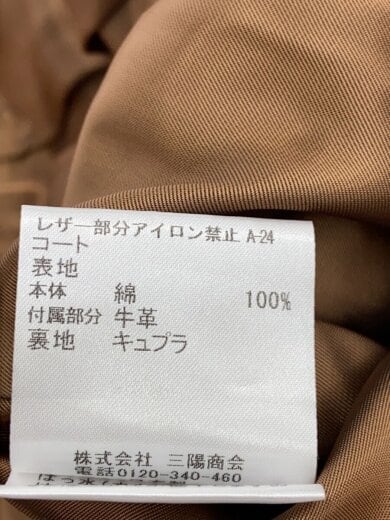 レザー部分アイロン禁止 A-24
コート
表地
本体 綿 100%
付属部分 牛革
裏地 キュプラ
株式会社 三陽商会
電話0120-340-460